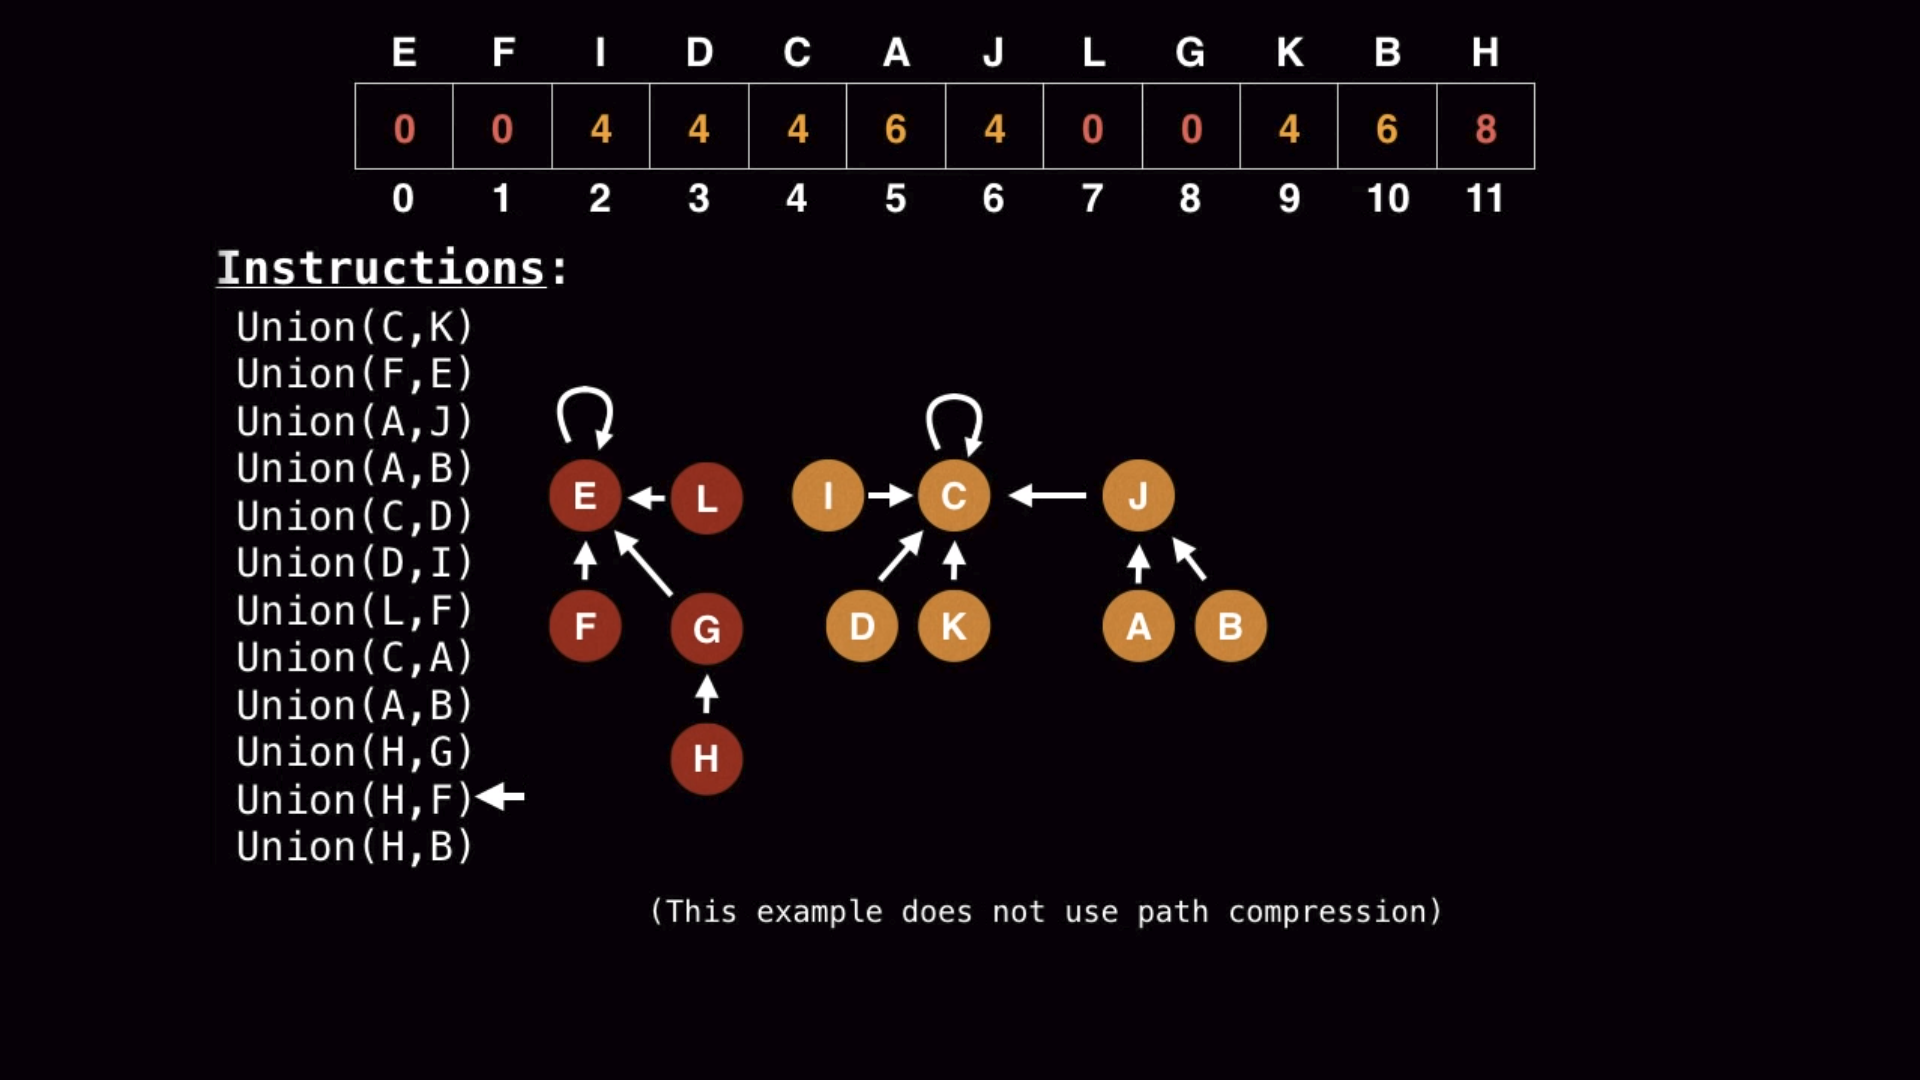 E F I D C A J L G K B H
0 0 4 4 4 6 4 0 0 4 6 8
0 1 2 3 4 5 6 7 8 9 10 11
Instructions:
Union(C,K)
Union(F,E)
Union(A,J)
Union(A,B)
Union(C,D)
Union(D,I)
Union(L,F)
Union(C,A)
Union(A,B)
Union(H,G)
Union(H,F)
Union(H,B)
E L I C J
F G D K A B
H
(This example does not use path compression)